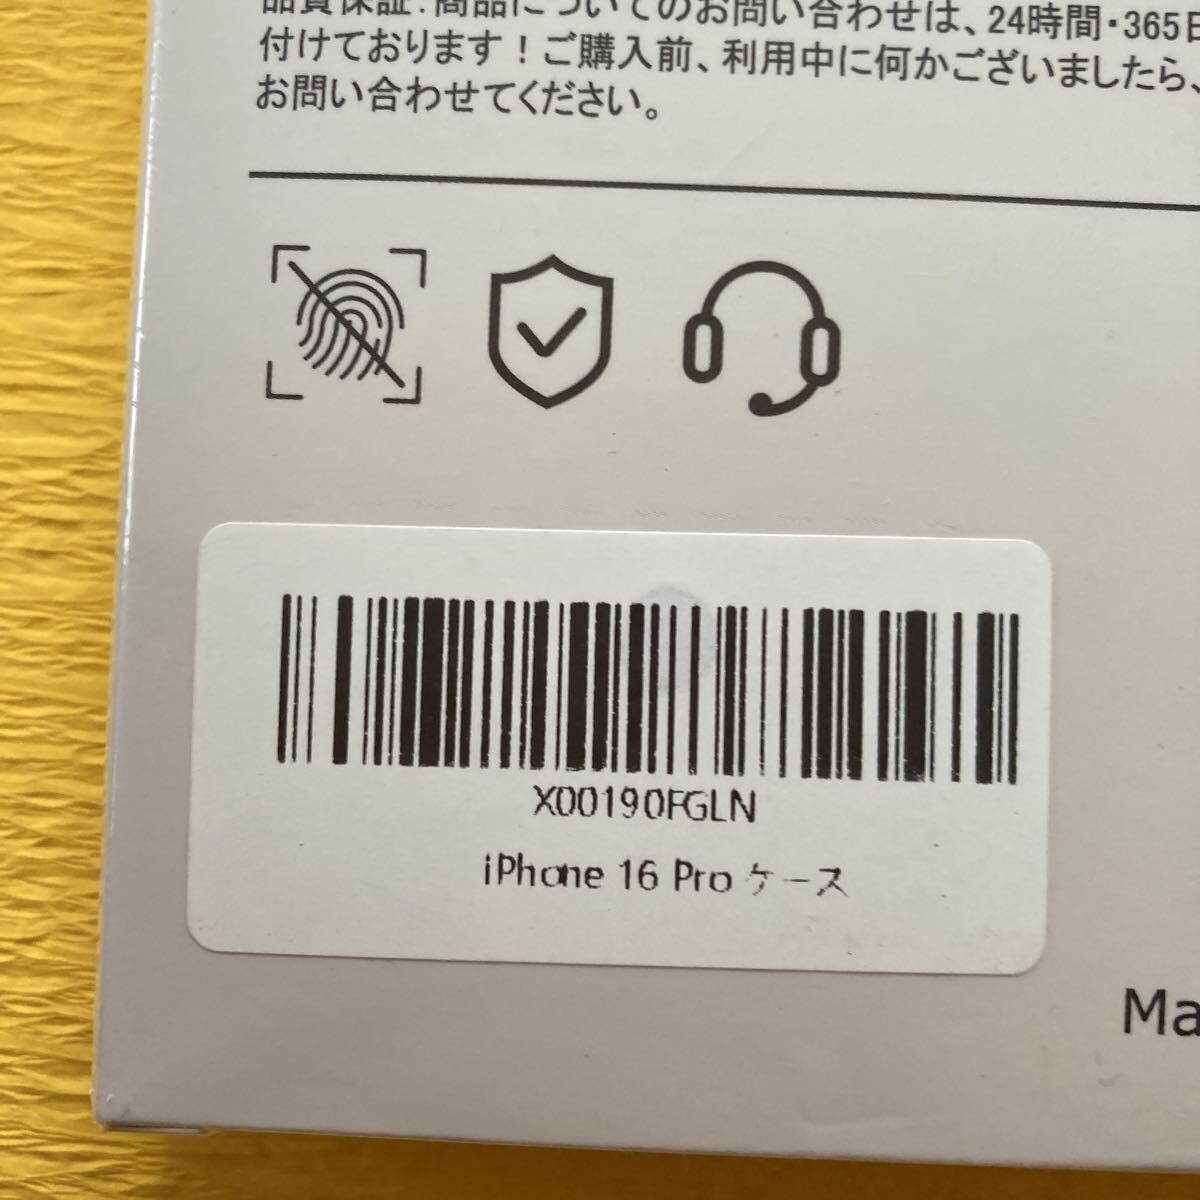 品質保証：商品についてのお問い合わせは、24時間・365日
付けております！ご購入前、利用中に何かございましたら、
お問い合わせてください。
X00190FGLN
iPhone 16 Pro ケース
Ma